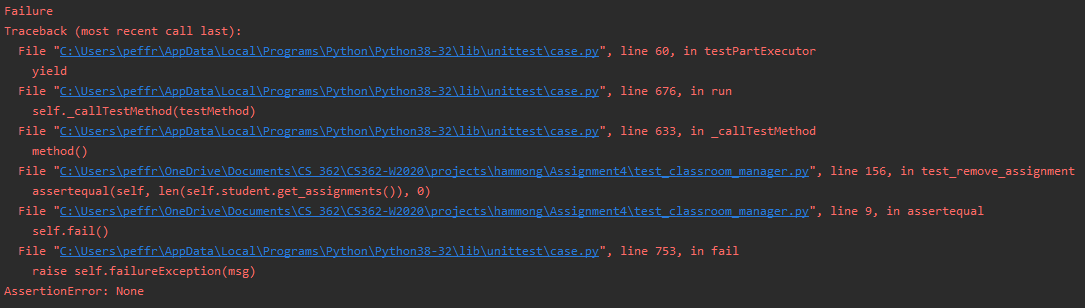 Failure
Traceback (most recent call last):
  File "C:\Users\peffr\AppData\Local\Programs\Python\Python38-32\lib\unittest\case.py", line 60, in testPartExecutor
    yield
  File "C:\Users\peffr\AppData\Local\Programs\Python\Python38-32\lib\unittest\case.py", line 676, in run
    self._callTestMethod(testMethod)
  File "C:\Users\peffr\AppData\Local\Programs\Python\Python38-32\lib\unittest\case.py", line 633, in _callTestMethod
    method()
  File "C:\Users\peffr\OneDrive\Documents\CS 362\CS362-W2020\projects\hammong\Assignment4\test_classroom_manager.py", line 156, in test_remove_assignment
    assertequal(self, len(self.student.get_assignments()), 0)
  File "C:\Users\peffr\OneDrive\Documents\CS 362\CS362-W2020\projects\hammong\Assignment4\test_classroom_manager.py", line 9, in assertequal
    self.fail()
  File "C:\Users\peffr\AppData\Local\Programs\Python\Python38-32\lib\unittest\case.py", line 753, in fail
    raise self.failureException(msg)
AssertionError: None